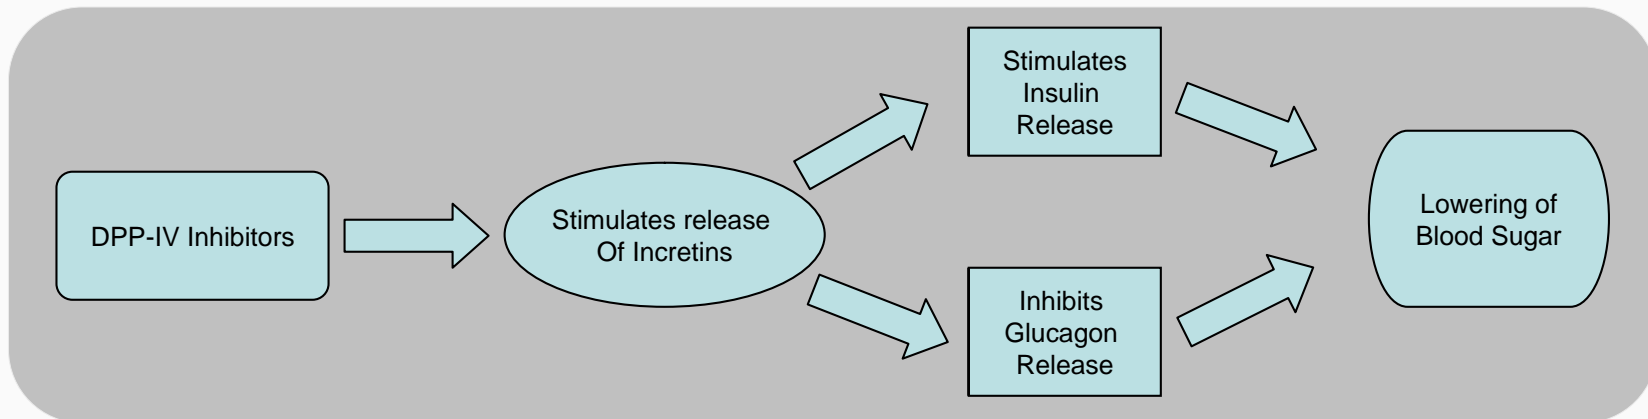 DPP-IV Inhibitors
Stimulates release
Of Incretins
Stimulates
Insulin
Release
Inhibits
Glucagon
Release
Lowering of
Blood Sugar